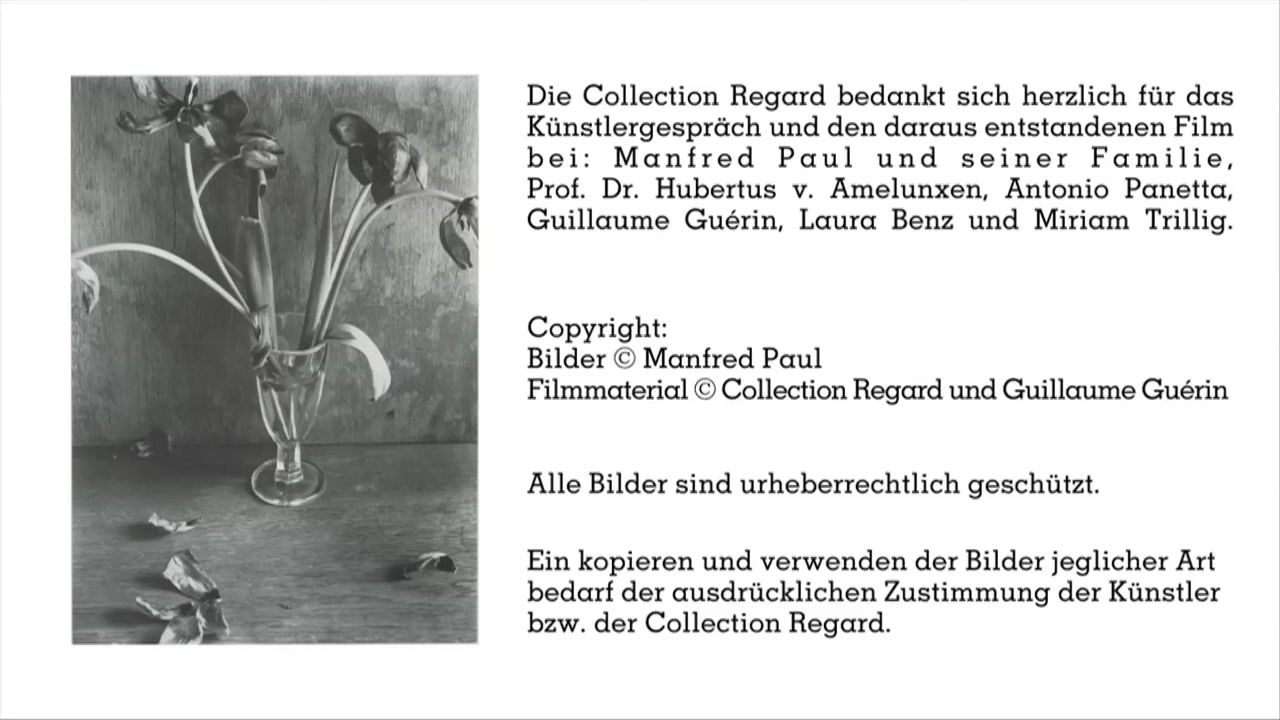 Die Collection Regard bedankt sich herzlich für das
Künstlergespräch und den daraus entstandenen Film
bei: Manfred Paul und seiner Familie,
Prof. Dr. Hubertus v. Amelunxen, Antonio Panetta,
Guillaume Guérin, Laura Benz und Miriam Trillig.
Copyright:
Bilder © Manfred Paul
Filmmaterial © Collection Regard und Guillaume Guérin
Alle Bilder sind urheberrechtlich geschützt.
Ein kopieren und verwenden der Bilder jeglicher Art
bedarf der ausdrücklichen Zustimmung der Künstler
bzw. der Collection Regard.